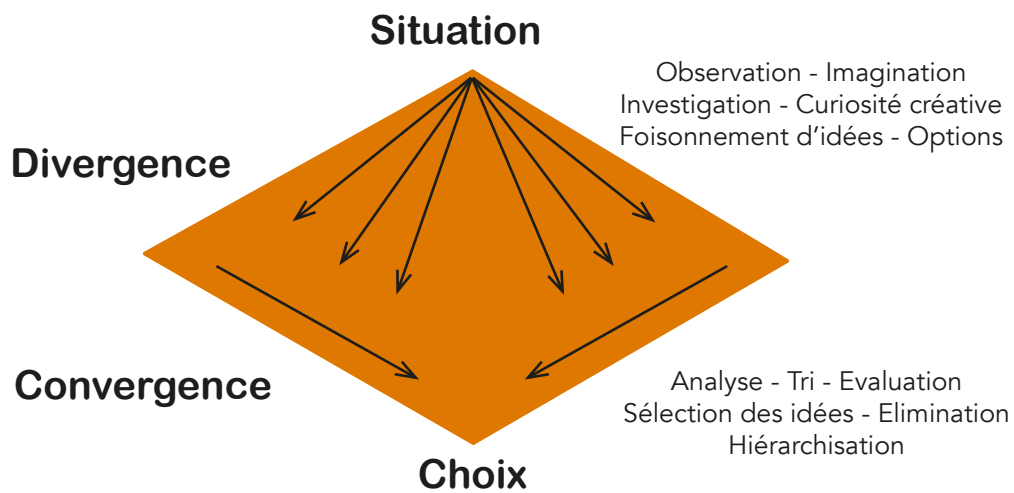 Situation
Observation - Imagination
Investigation - Curiosité créative
Foisonnement d'idées - Options
Divergence
Convergence
Analyse - Tri - Evaluation
Sélection des idées - Elimination
Hiérarchisation
Choix